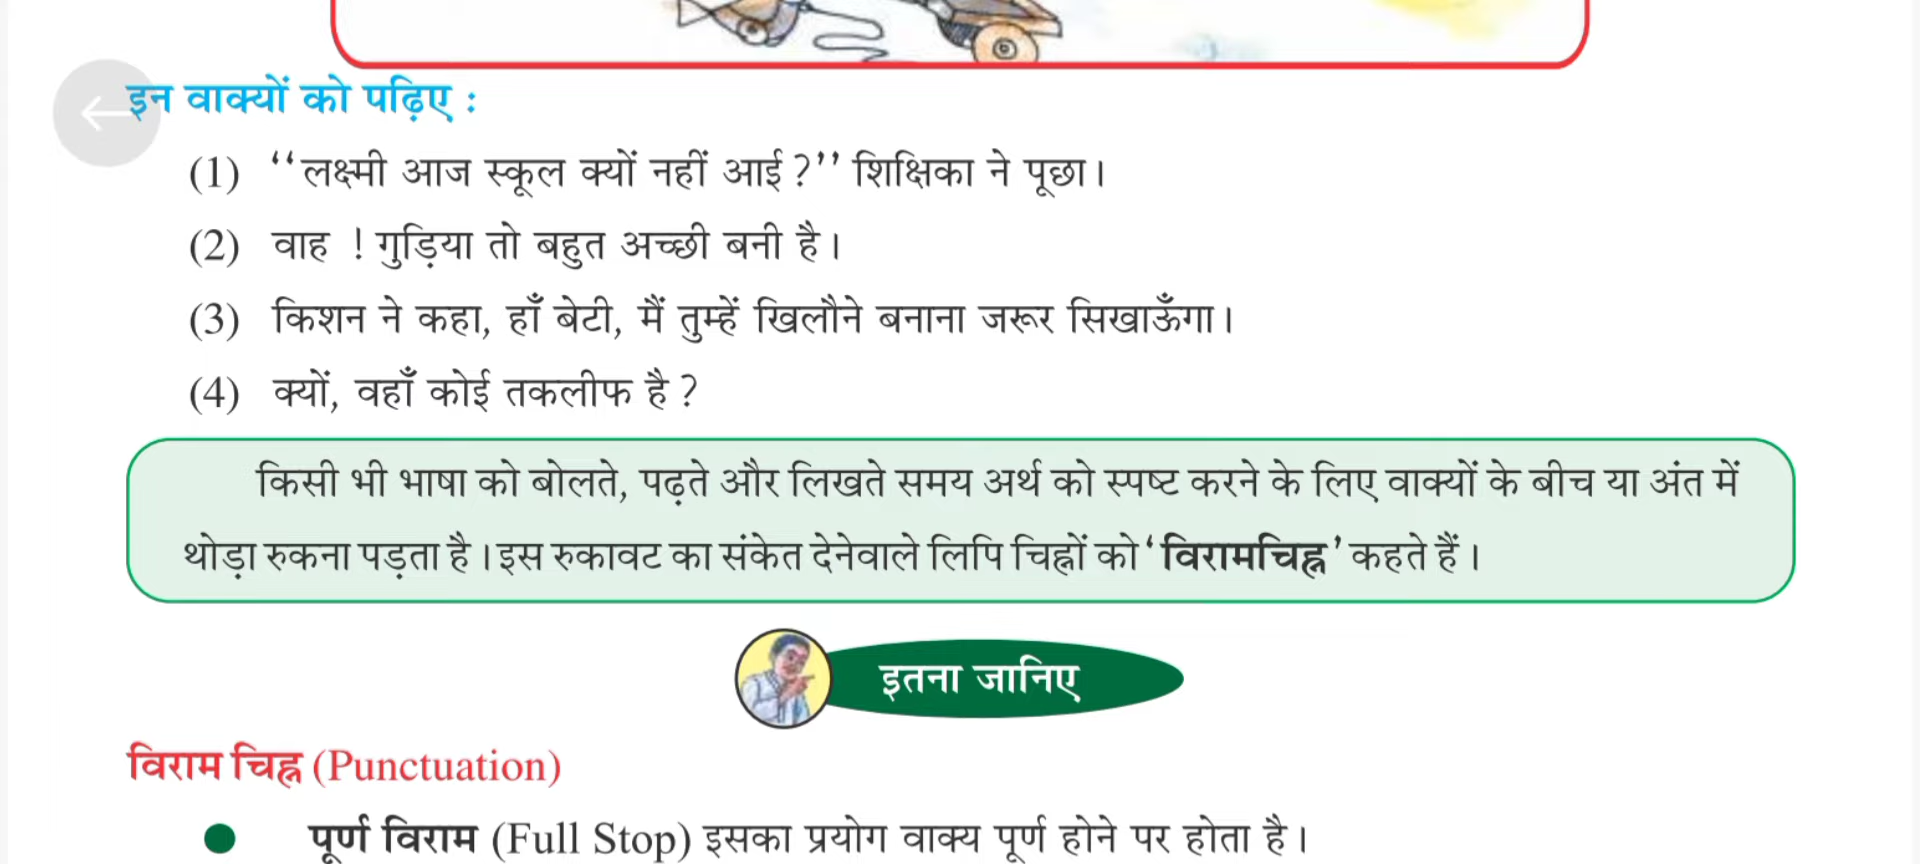 इन वाक्यों को पढ़िए :
(1) ‘‘लक्ष्मी आज स्कूल क्यों नहीं आई ?’’ शिक्षिका ने पूछा।
(2) वाह ! गुड़िया तो बहुत अच्छी बनी है।
(3) किशन ने कहा, हाँ बेटी, मैं तुम्हें खिलौने बनाना जरूर सिखाऊँगा।
(4) क्यों, वहाँ कोई तकलीफ है ?
किसी भी भाषा को बोलते, पढ़ते और लिखते समय अर्थ को स्पष्ट करने के लिए वाक्यों के बीच या अंत में
थोड़ा रुकना पड़ता है। इस रुकावट का संकेत देनेवाले लिपि चिह्नों को ‘विरामचिह्न’ कहते हैं।
इतना जानिए
विराम चिह्न (Punctuation)
● पूर्ण विराम (Full Stop) इसका प्रयोग वाक्य पूर्ण होने पर होता है।